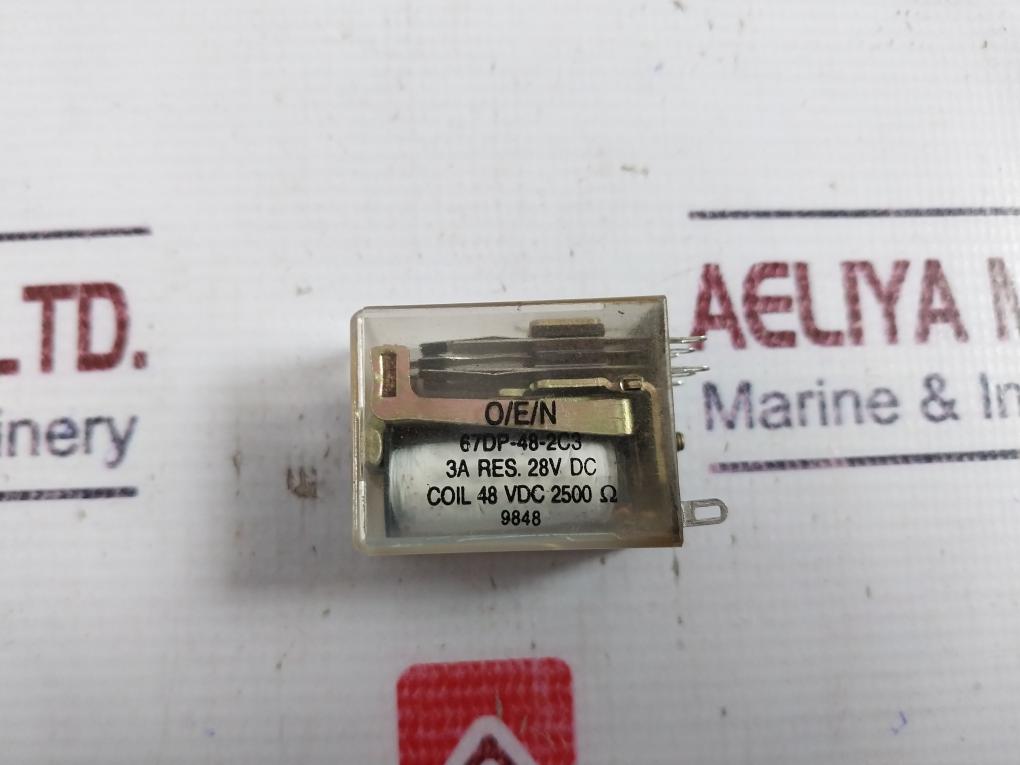 LTD.
AELIYA M
inery
Marine & In
O/E/N
67DP-48-2C3
3A RES. 28V DC
COIL 48 VDC 2500 Ω
9848